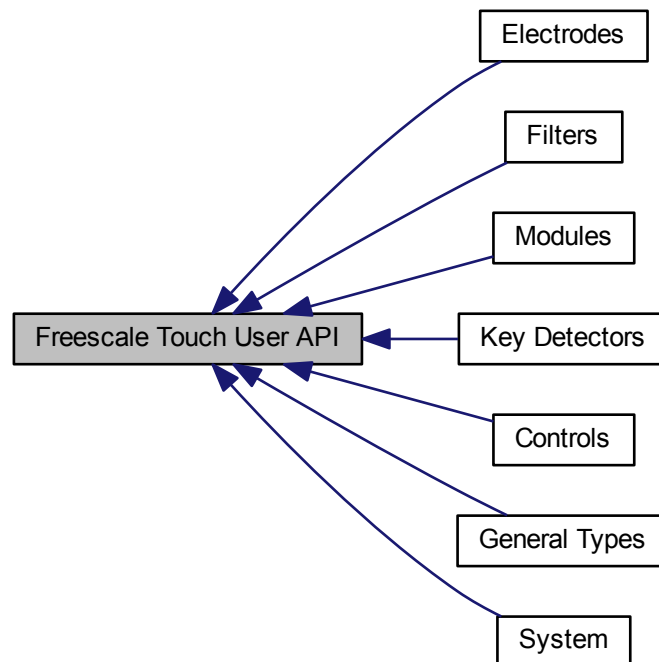 Electrodes
Filters
Modules
Freescale Touch User API
Key Detectors
Controls
General Types
System